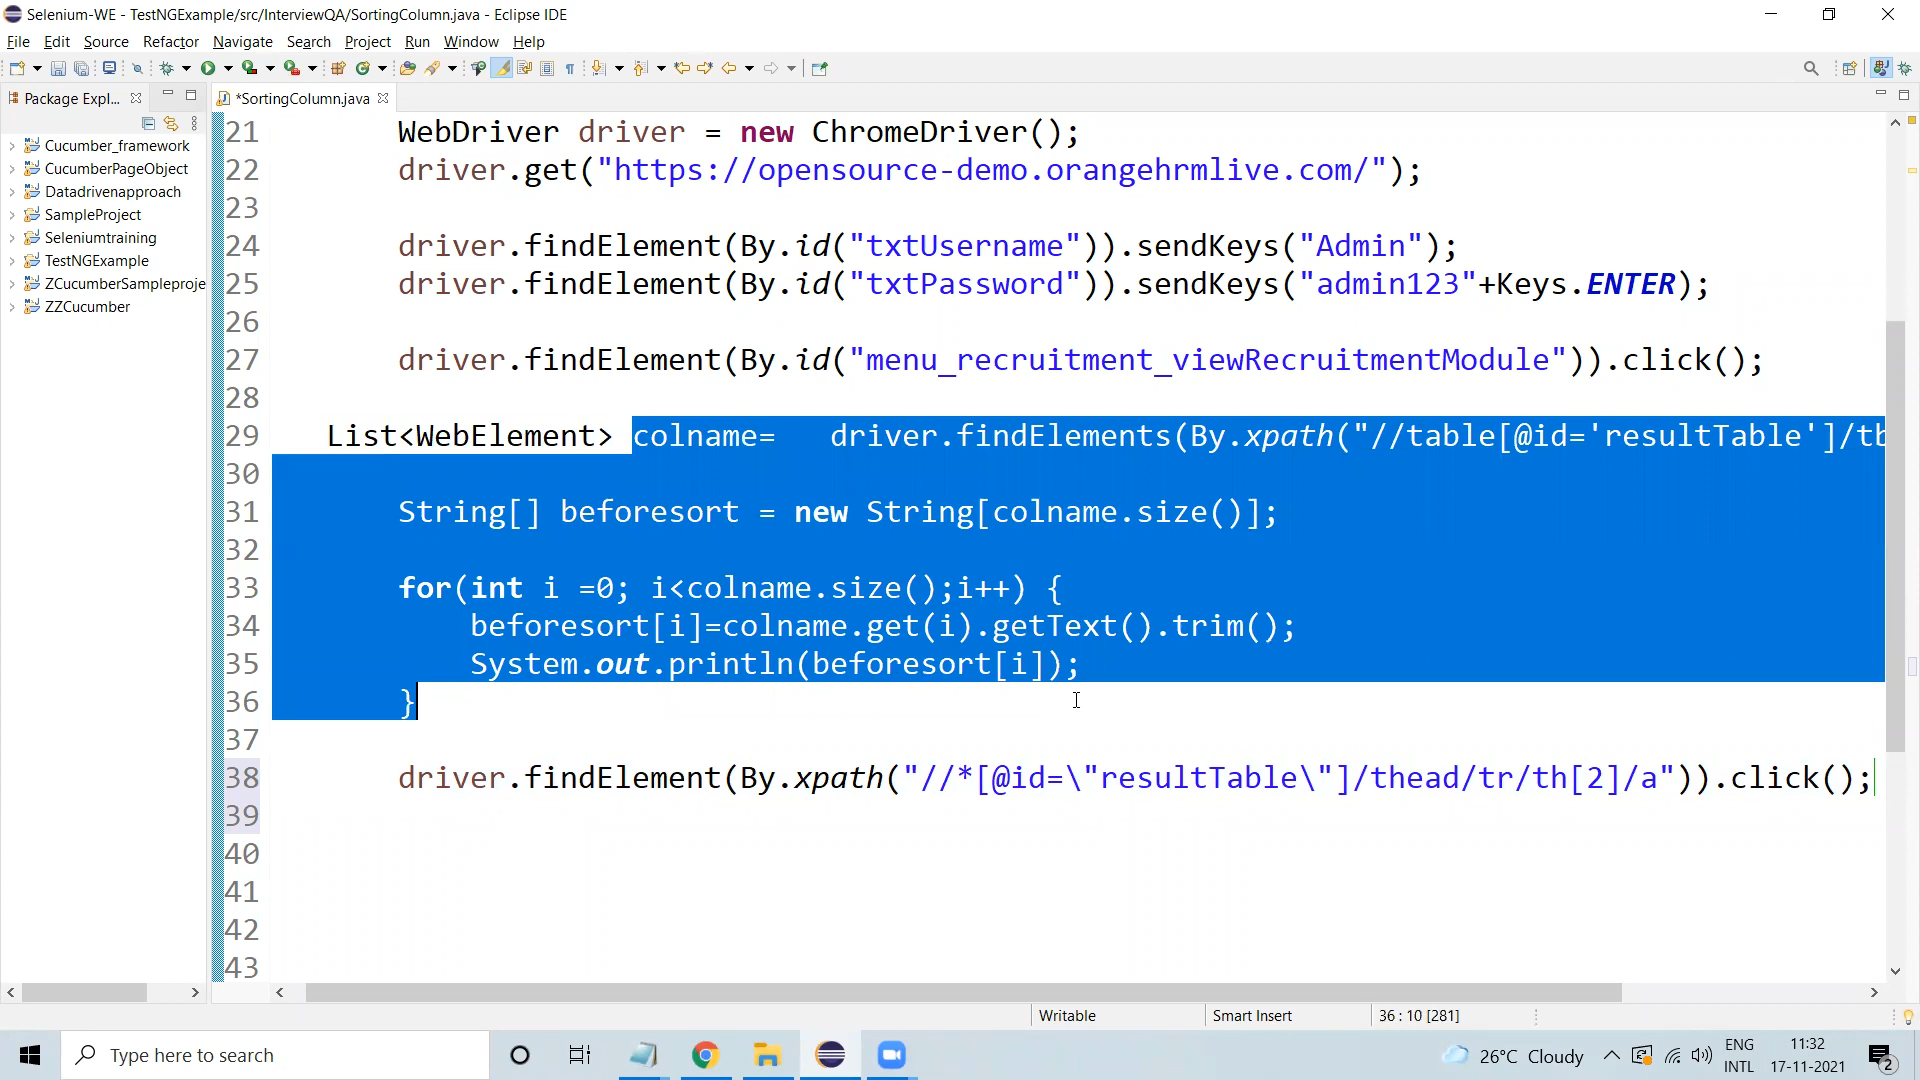 Selenium-WE - TestNGExample/src/InterviewQA/SortingColumn.java - Eclipse IDE
File Edit Source Refactor Navigate Search Project Run Window Help
Package Expl...
*SortingColumn.java
Cucumber_framework
CucumberPageObject
Datadrivenapproach
SampleProject
Seleniumtraining
TestNGExample
ZCucumberSampleproje
ZZCucumber
21 WebDriver driver = new ChromeDriver();
22 driver.get("https://opensource-demo.orangehrmlive.com/");
23
24 driver.findElement(By.id("txtUsername")).sendKeys("Admin");
25 driver.findElement(By.id("txtPassword")).sendKeys("admin123"+Keys.ENTER);
26
27 driver.findElement(By.id("menu_recruitment_viewRecruitmentModule")).click();
28
29 List<WebElement> colname=   driver.findElements(By.xpath("//table[@id='resultTable']/tb
30
31 String[] beforesort = new String[colname.size()];
32
33 for(int i =0; i<colname.size();i++) {
34 beforesort[i]=colname.get(i).getText().trim();
35 System.out.println(beforesort[i]);
36 }
37
38 driver.findElement(By.xpath("//*[@id=\"resultTable\"]/thead/tr/th[2]/a")).click();
39
40
41
42
43
Writable Smart Insert 36 : 10 [281]
Type here to search
26°C Cloudy
ENG
INTL
11:32
17-11-2021
2